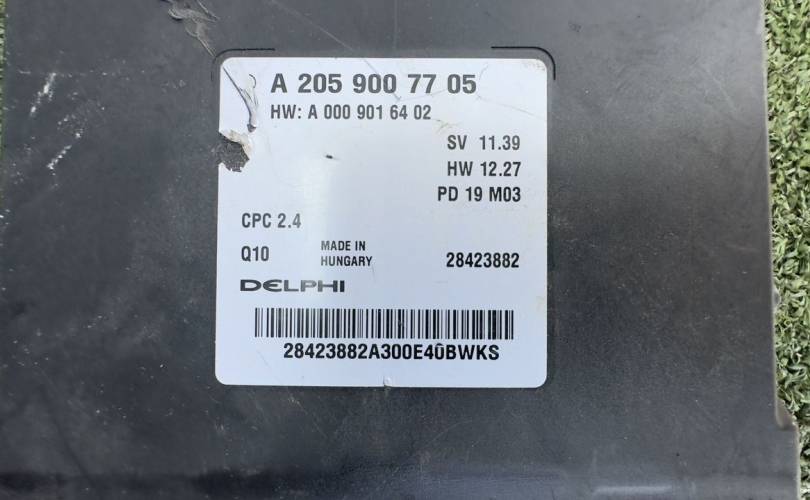 A 205 900 77 05
HW: A 000 901 64 02
SV 11.39
HW 12.27
PD 19 M03
CPC 2.4
Q10
MADE IN
HUNGARY
28423882
DELPHI
28423882A300E40BWKS